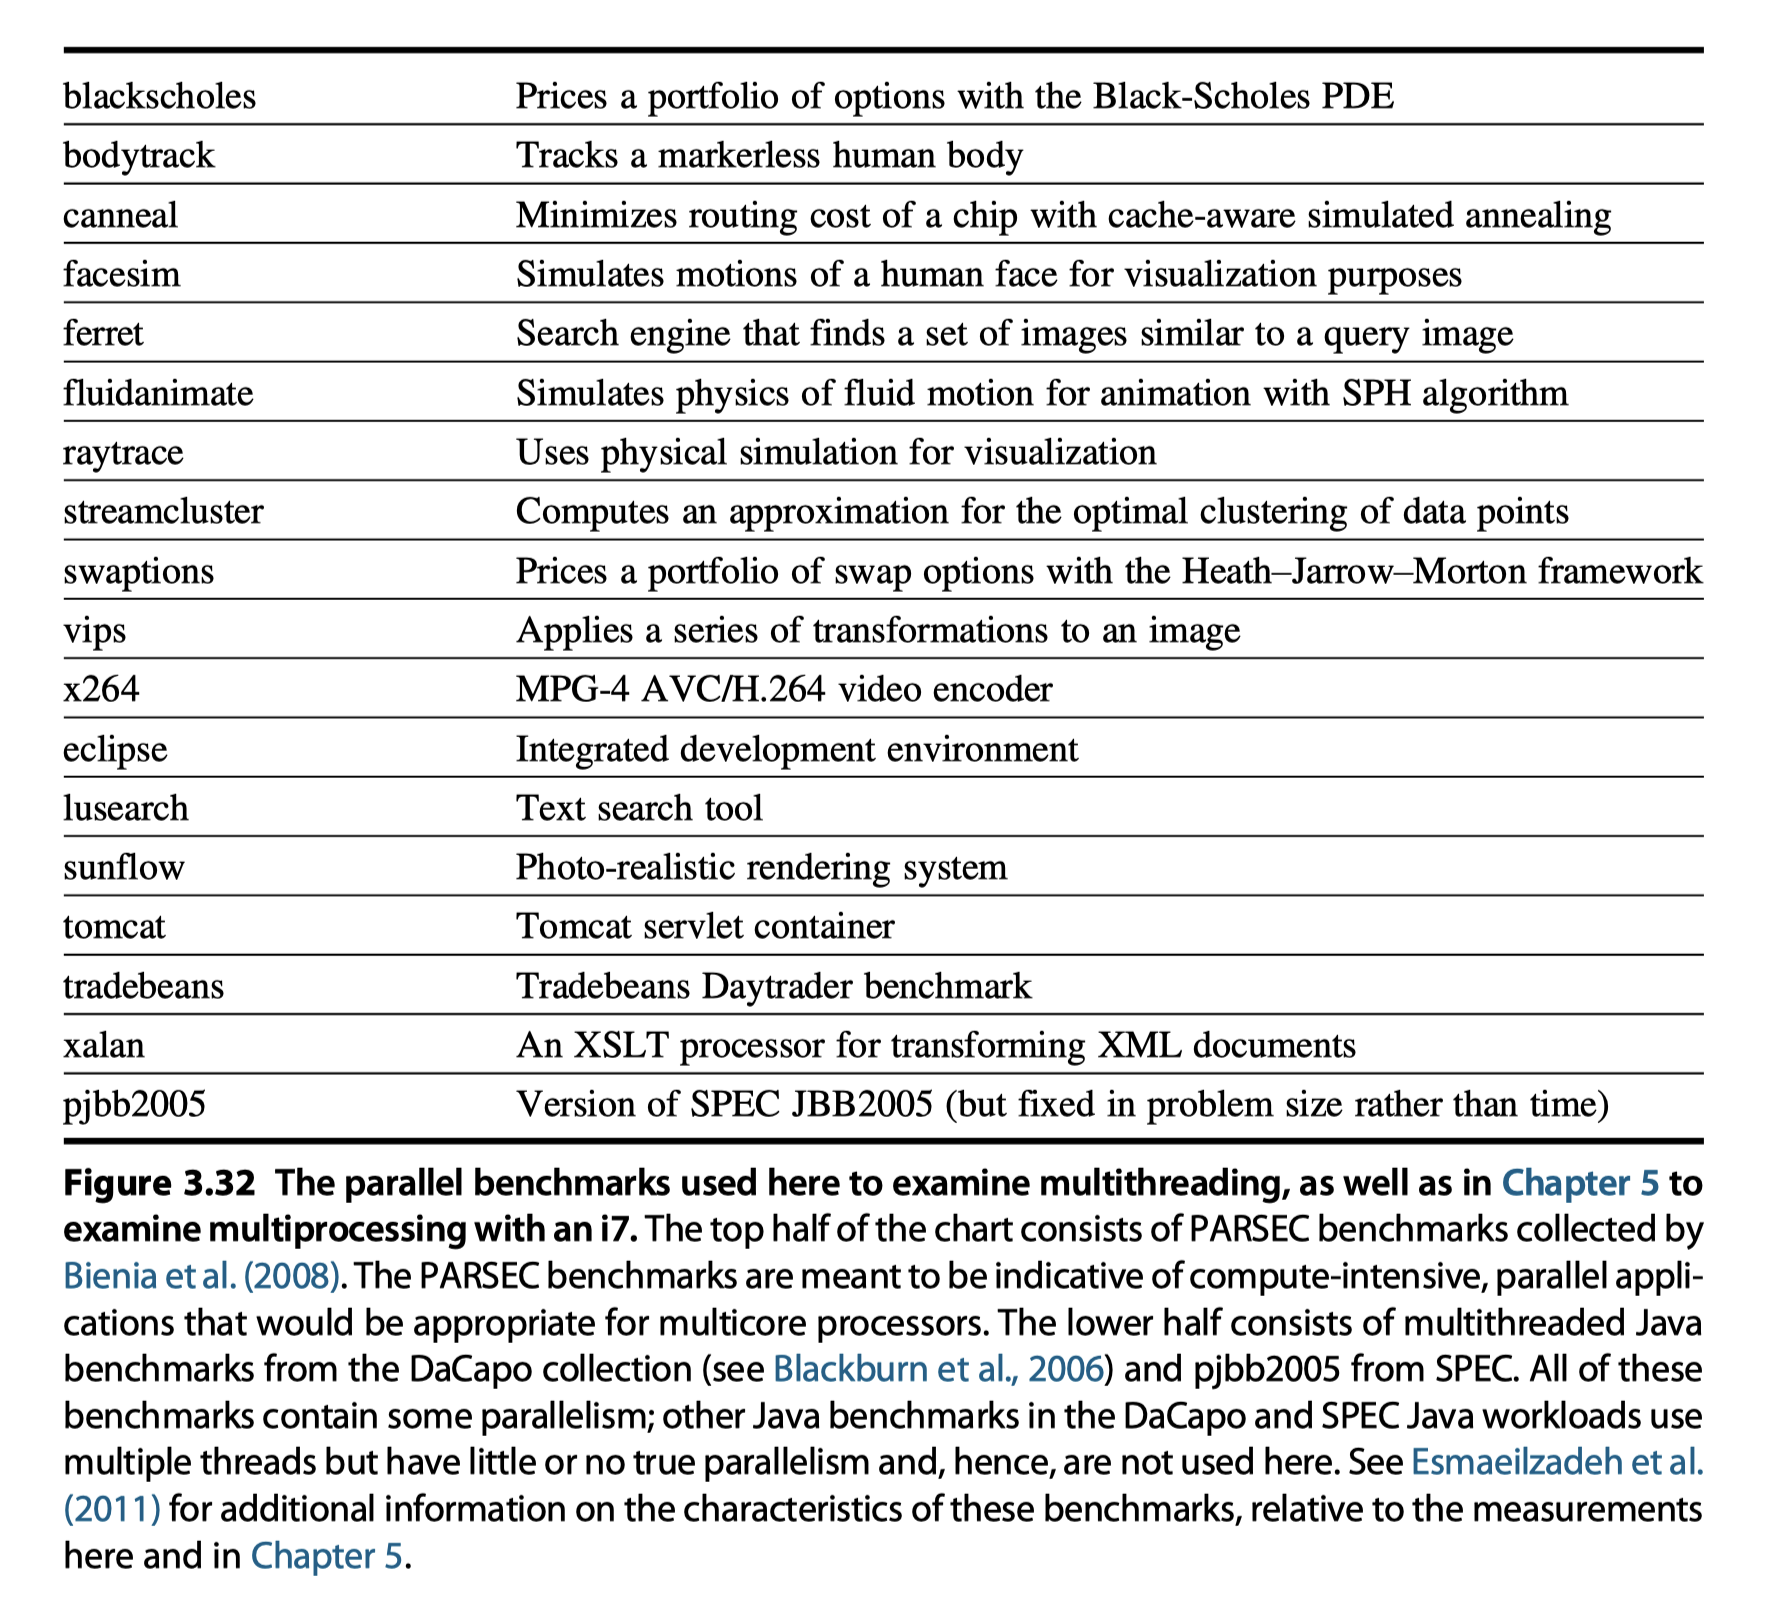 blackscholes Prices a portfolio of options with the Black-Scholes PDE
bodytrack Tracks a markerless human body
canneal Minimizes routing cost of a chip with cache-aware simulated annealing
facesim Simulates motions of a human face for visualization purposes
ferret Search engine that finds a set of images similar to a query image
fluidanimate Simulates physics of fluid motion for animation with SPH algorithm
raytrace Uses physical simulation for visualization
streamcluster Computes an approximation for the optimal clustering of data points
swaptions Prices a portfolio of swap options with the Heath–Jarrow–Morton framework
vips Applies a series of transformations to an image
x264 MPG-4 AVC/H.264 video encoder
eclipse Integrated development environment
lusearch Text search tool
sunflow Photo-realistic rendering system
tomcat Tomcat servlet container
tradebeans Tradebeans Daytrader benchmark
xalan An XSLT processor for transforming XML documents
pjbb2005 Version of SPEC JBB2005 (but fixed in problem size rather than time)
Figure 3.32 The parallel benchmarks used here to examine multithreading, as well as in Chapter 5 to
examine multiprocessing with an i7. The top half of the chart consists of PARSEC benchmarks collected by
Bienia et al. (2008). The PARSEC benchmarks are meant to be indicative of compute-intensive, parallel appli-
cations that would be appropriate for multicore processors. The lower half consists of multithreaded Java
benchmarks from the DaCapo collection (see Blackburn et al., 2006) and pjbb2005 from SPEC. All of these
benchmarks contain some parallelism; other Java benchmarks in the DaCapo and SPEC Java workloads use
multiple threads but have little or no true parallelism and, hence, are not used here. See Esmaeilzadeh et al.
(2011) for additional information on the characteristics of these benchmarks, relative to the measurements
here and in Chapter 5.